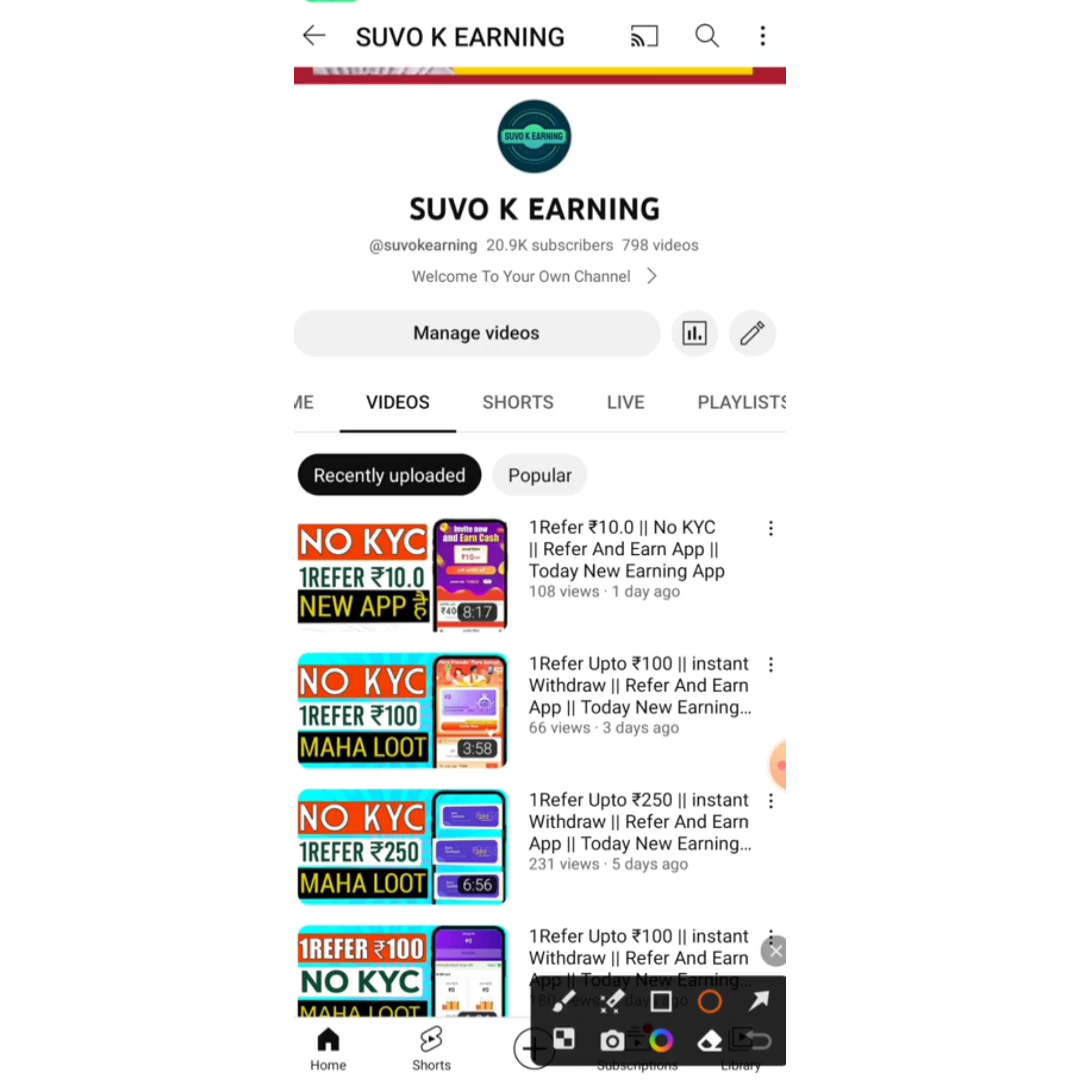 SUVO K EARNING
SUVO K EARNING
SUVO K EARNING
@suvokearning 20.9K subscribers 798 videos
Welcome To Your Own Channel
Manage videos
VIDEOS SHORTS LIVE PLAYLISTS
Recently uploaded Popular
NO KYC
1REFER ₹10.0
NEW APP
Invite now
and Earn Cash
₹10
₹40
8:17
1Refer ₹10.0 || No KYC
|| Refer And Earn App ||
Today New Earning App
108 views · 1 day ago
NO KYC
1REFER ₹100
MAHA LOOT
3:58
1Refer Upto ₹100 || instant
Withdraw || Refer And Earn
App || Today New Earning...
66 views · 3 days ago
NO KYC
1REFER ₹250
MAHA LOOT
6:56
1Refer Upto ₹250 || instant
Withdraw || Refer And Earn
App || Today New Earning...
231 views · 5 days ago
1REFER ₹100
NO KYC
MAHA LOOT
1Refer Upto ₹100 || instant
Withdraw || Refer And Earn
App || Today New Earning...
Home Shorts Subscriptions Library